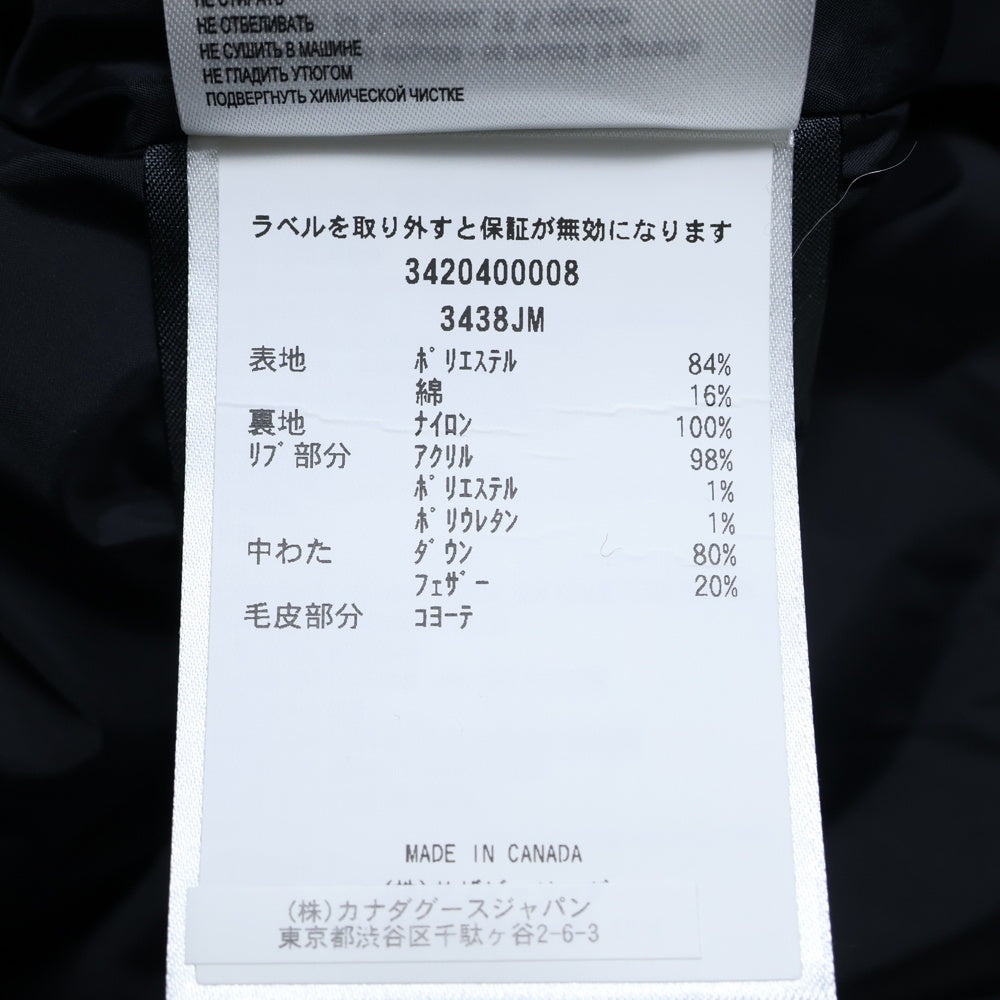 НЕ СТИРАТЬ
НЕ ОТБЕЛИВАТЬ
НЕ СУШИТЬ В МАШИНЕ
НЕ ГЛАДИТЬ УТЮГОМ
ПОДВЕРГНУТЬ ХИМИЧЕСКОЙ ЧИСТКЕ
ラベルを取り外すと保証が無効になります
3420400008
3438JM
表地 ﾎﾟﾘｴｽﾃﾙ 84%
綿 16%
裏地 ﾅｲﾛﾝ 100%
ﾘﾌﾞ部分 ｱｸﾘﾙ 98%
ﾎﾟﾘｴｽﾃﾙ 1%
ﾎﾟﾘｳﾚﾀﾝ 1%
中わた ﾀﾞｳﾝ 80%
ﾌｪｻﾞｰ 20%
毛皮部分 ｺﾖｰﾃ
MADE IN CANADA
(株)カナダグースジャパン
東京都渋谷区千駄ヶ谷2-6-3